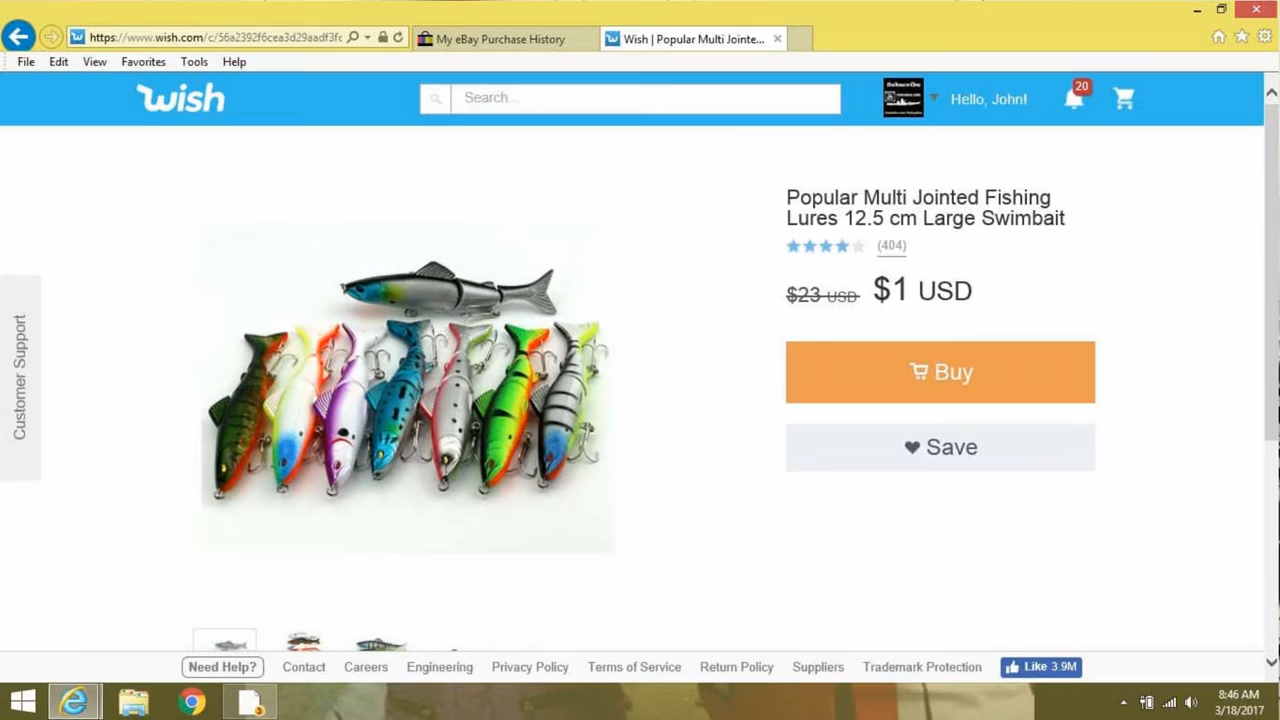 https://www.wish.com/c/56a2392f6cea3d29aadf3fc
My eBay Purchase History
Wish | Popular Multi Jointe...
File Edit View Favorites Tools Help
wish
Search...
Subscribe
Hello, John!
20
Popular Multi Jointed Fishing
Lures 12.5 cm Large Swimbait
(404)
$23 USD $1 USD
Buy
Save
Customer Support
Need Help? Contact Careers Engineering Privacy Policy Terms of Service Return Policy Suppliers Trademark Protection Like 3.9M
3
8:46 AM
3/18/2017